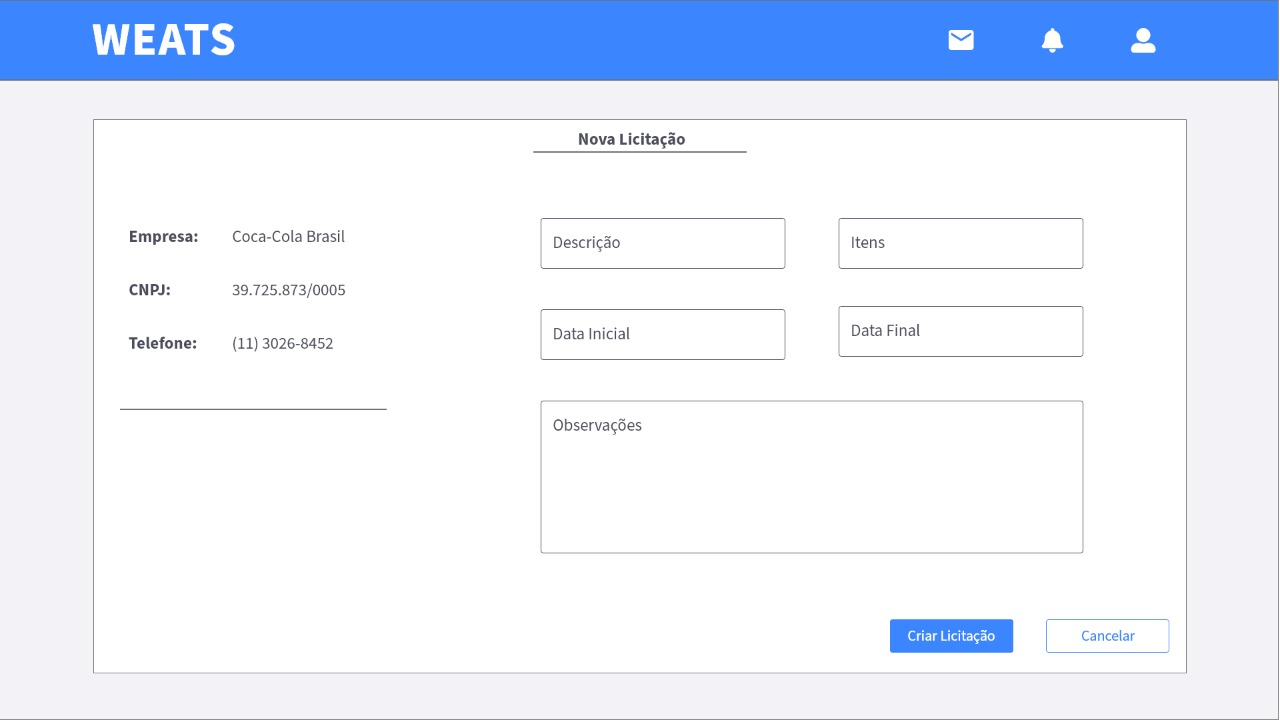 WEATS
Nova Licitação
Empresa: Coca-Cola Brasil
CNPJ: 39.725.873/0005
Telefone: (11) 3026-8452
Descrição
Itens
Data Inicial
Data Final
Observações
Criar Licitação
Cancelar